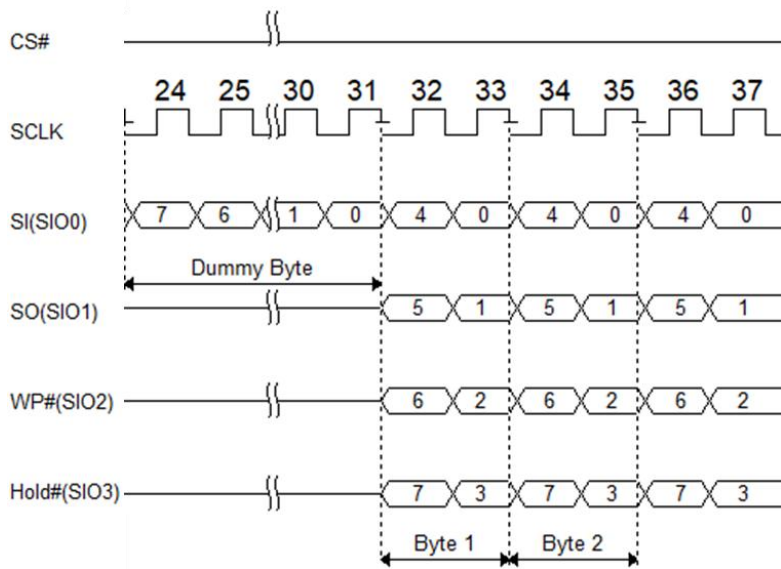 CS#
24 25 30 31 32 33 34 35 36 37
SCLK
SI(SIO0) 7 6 1 0 4 0 4 0 4 0
Dummy Byte
SO(SIO1) 5 1 5 1 5 1
WP#(SIO2) 6 2 6 2 6 2
Hold#(SIO3) 7 3 7 3 7 3
Byte 1 Byte 2